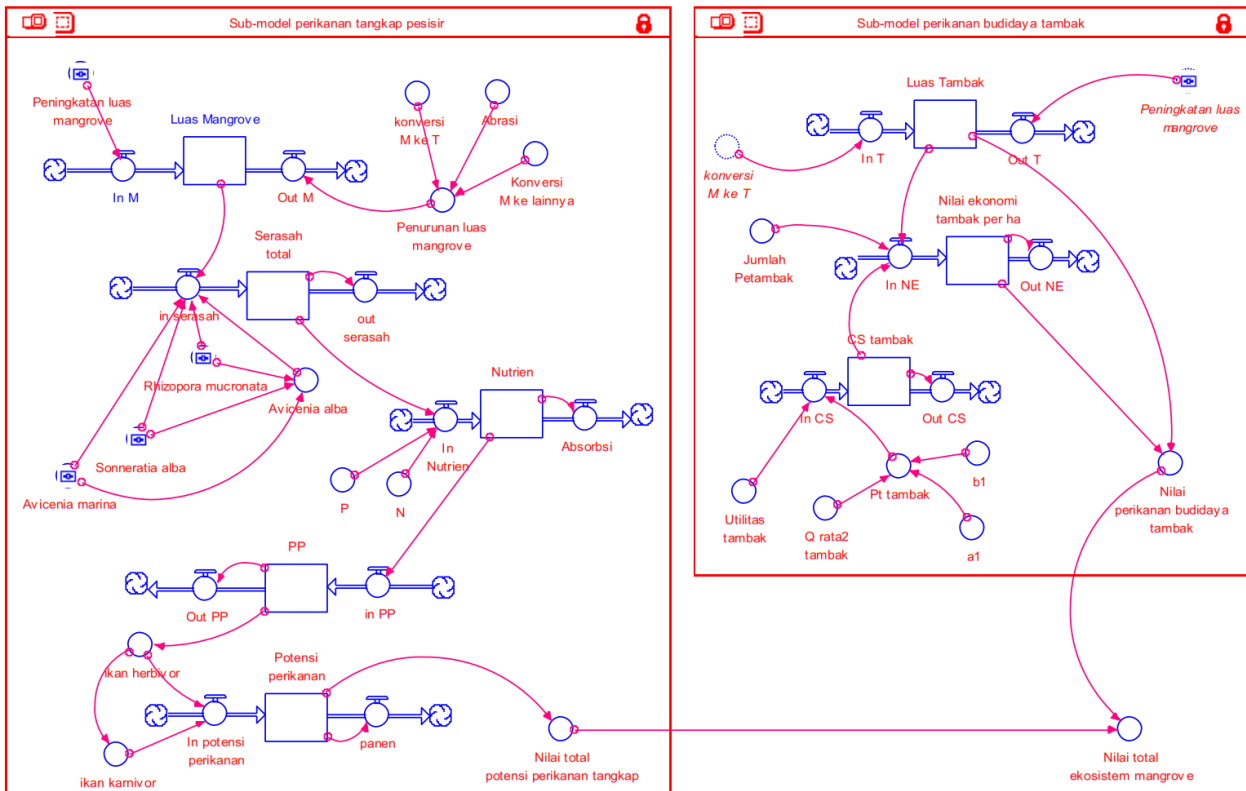 Sub-model perikanan tangkap pesisir
Peningkatan luas
mangrove
Luas Mangrove
konversi
M ke T
Abrasi
In M
Out M
Konversi
M ke lainnya
Penurunan luas
mangrove
Serasah
total
in serasah
out
serasah
Rhizopora mucronata
Avicenia alba
Sonneratia alba
Avicenia marina
Nutrien
In
Nutrien
Absorbsi
P
N
PP
Out PP
in PP
ikan herbivor
Potensi
perikanan
In potensi
perikanan
panen
ikan karnivor
Nilai total
potensi perikanan tangkap
Sub-model perikanan budidaya tambak
Luas Tambak
Peningkatan luas
mangrove
In T
Out T
konversi
M ke T
Nilai ekonomi
tambak per ha
Jumlah
Petambak
In NE
Out NE
CS tambak
In CS
Out CS
Utilitas
tambak
Pt tambak
b1
Q rata2
tambak
a1
Nilai
perikanan budidaya
tambak
Nilai total
ekosistem mangrove